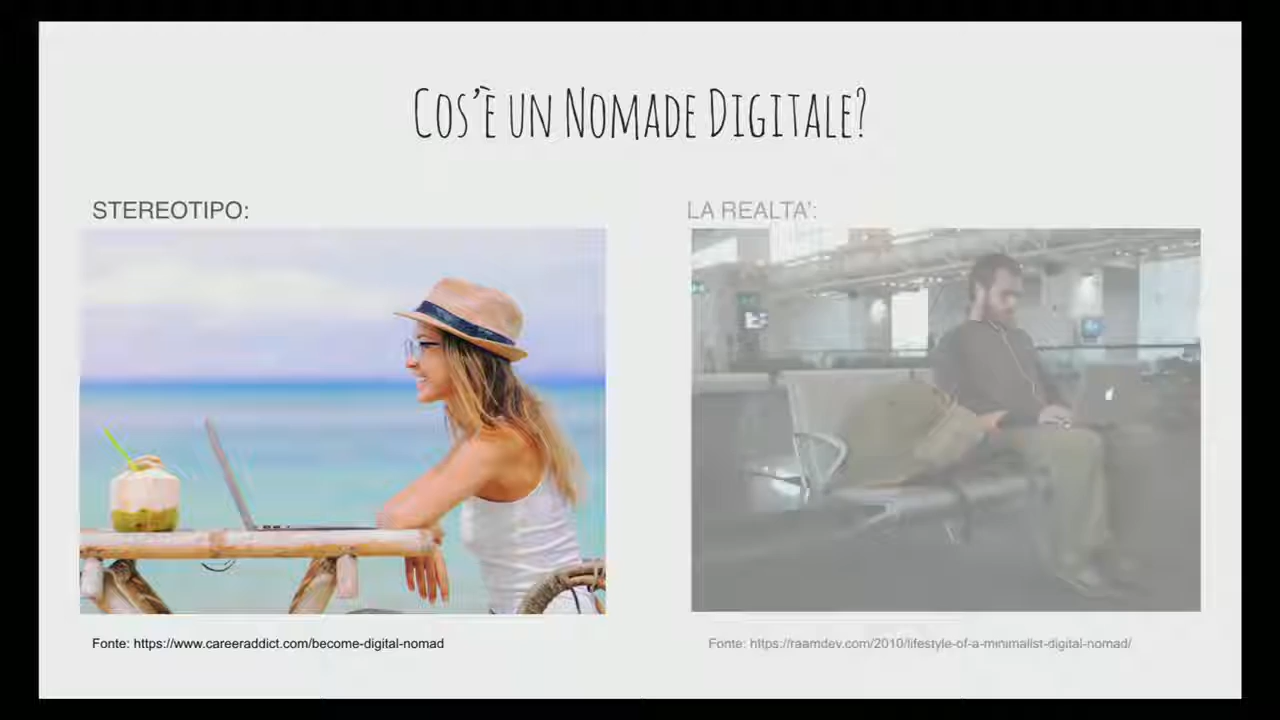 Cos'è un Nomade Digitale?
STEREOTIPO:
LA REALTA':
Fonte: https://www.careeraddict.com/become-digital-nomad
Fonte: https://raamdev.com/2010/lifestyle-of-a-minimalist-digital-nomad/